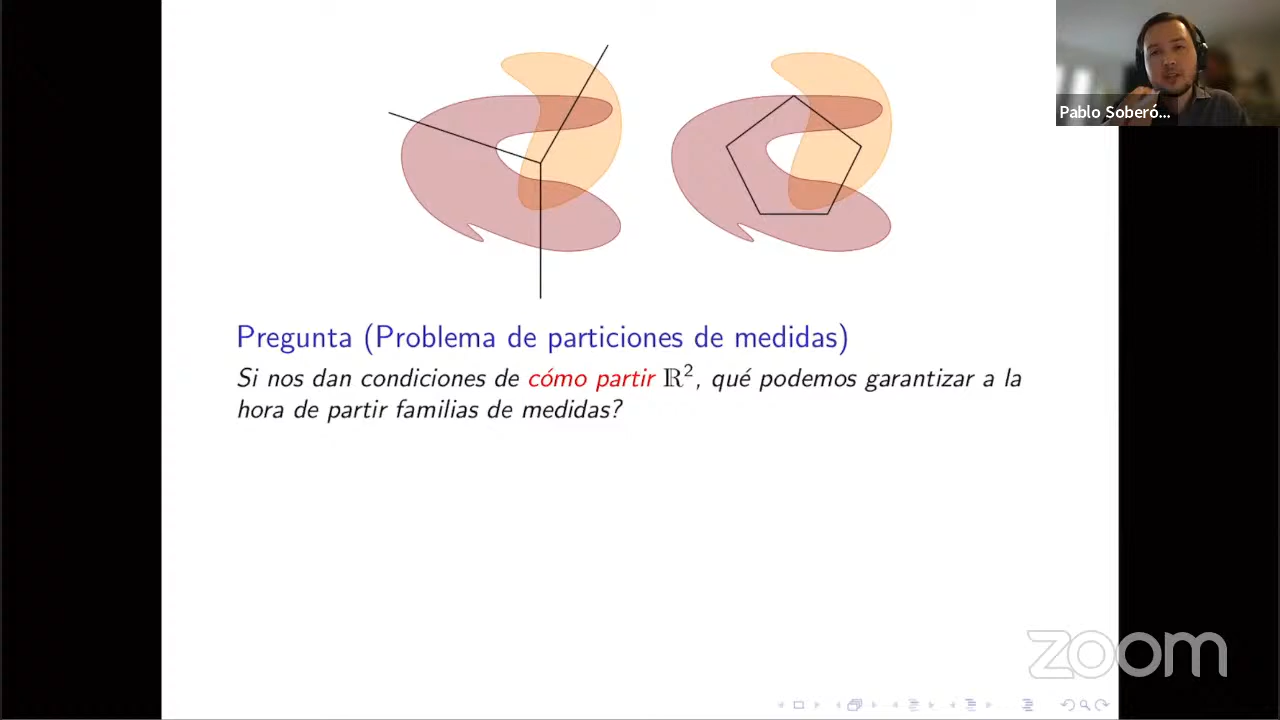 Pablo Soberó...
Pregunta (Problema de particiones de medidas)
Si nos dan condiciones de cómo partir ℝ², qué podemos garantizar a la
hora de partir familias de medidas?
zoom